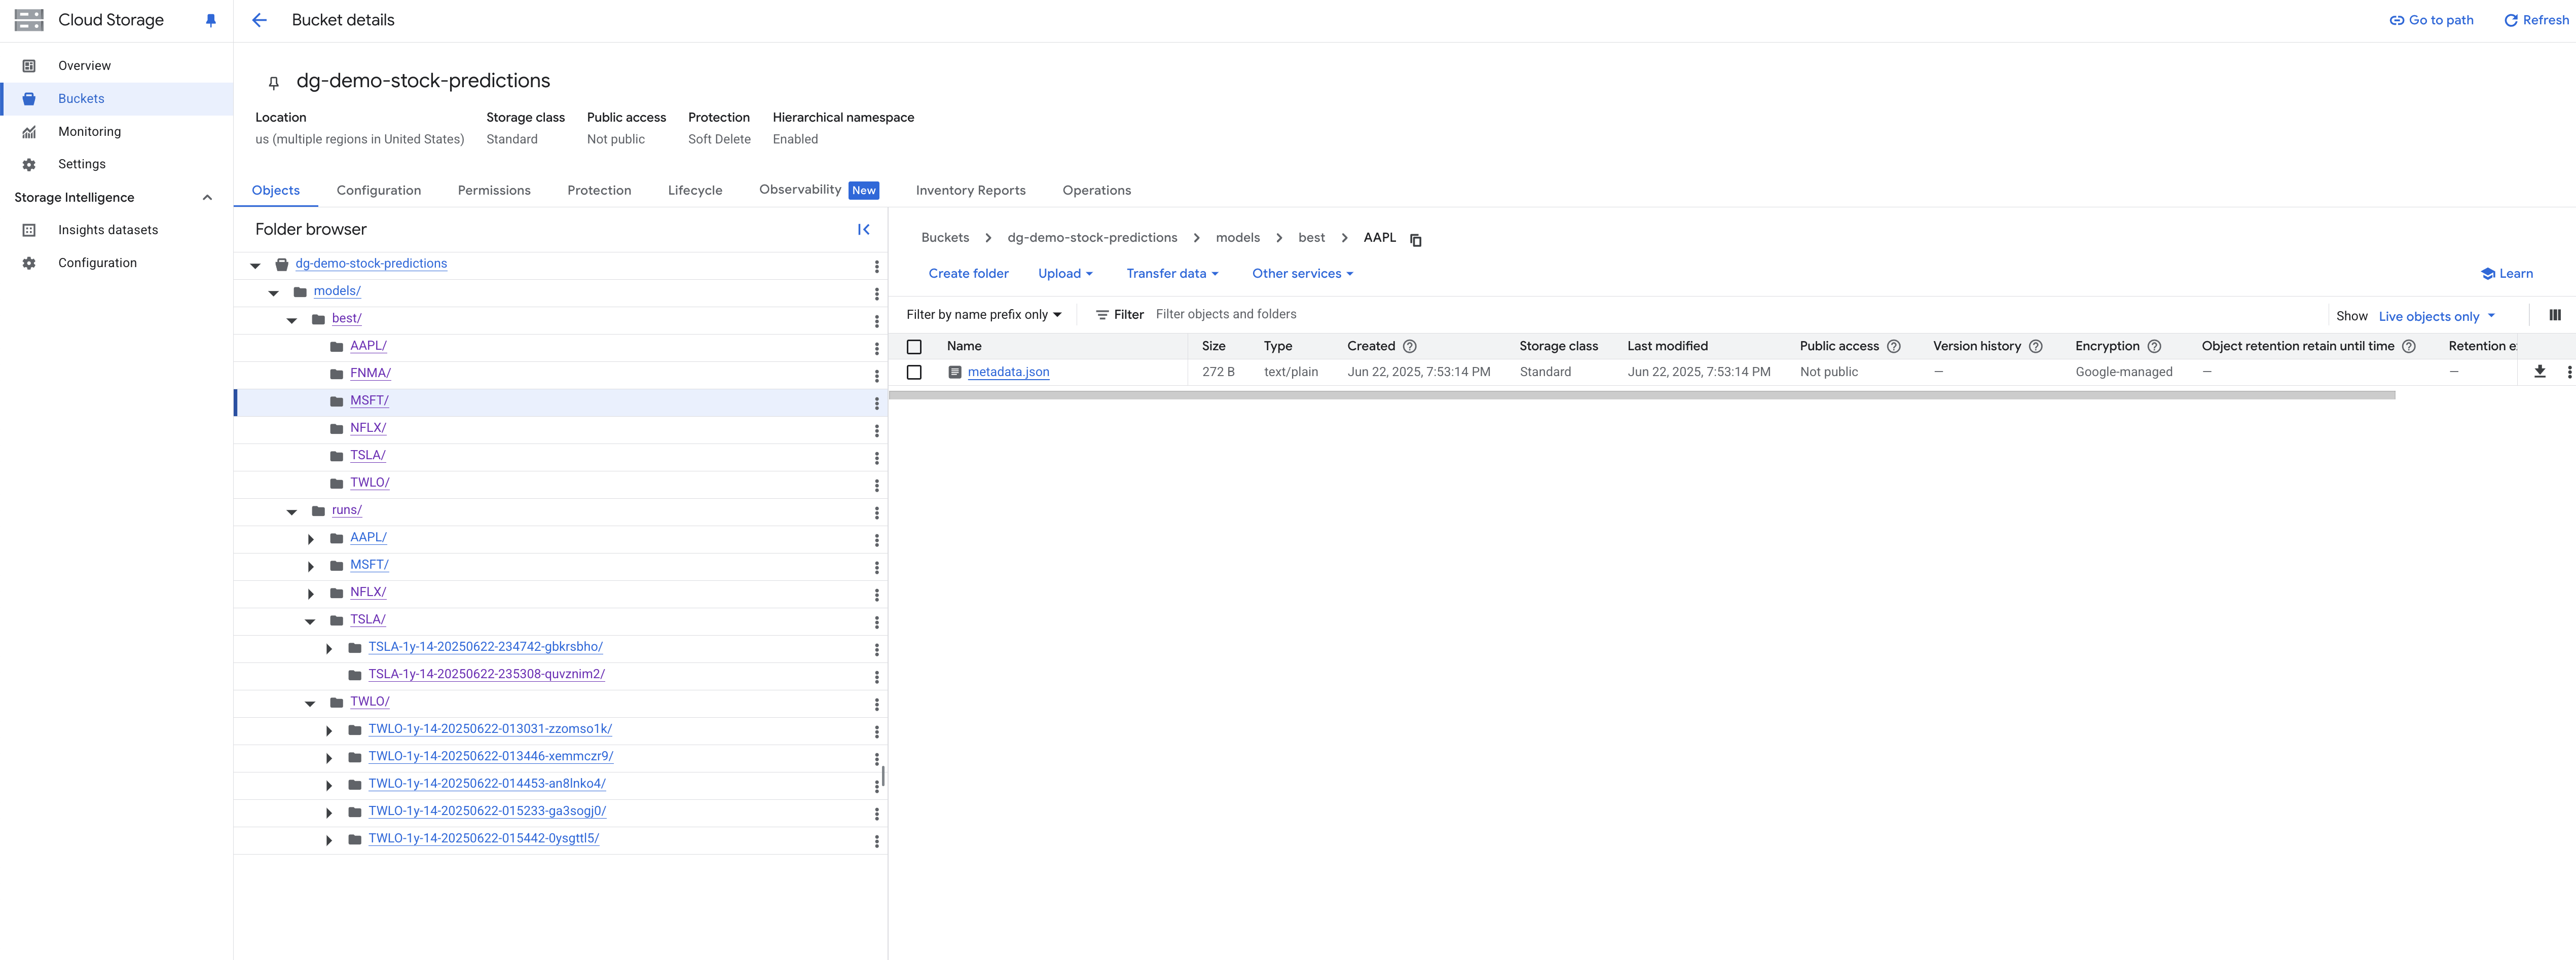 Cloud Storage
Overview
Buckets
Monitoring
Settings
Storage Intelligence
Insights datasets
Configuration
Bucket details
Go to path
Refresh
dg-demo-stock-predictions
Location Storage class Public access Protection Hierarchical namespace
us (multiple regions in United States) Standard Not public Soft Delete Enabled
Objects Configuration Permissions Protection Lifecycle Observability New Inventory Reports Operations
Folder browser
dg-demo-stock-predictions
models/
best/
AAPL/
FNMA/
MSFT/
NFLX/
TSLA/
TWLO/
runs/
AAPL/
MSFT/
NFLX/
TSLA/
TSLA-1y-14-20250622-234742-gbkrsbho/
TSLA-1y-14-20250622-235308-quvznim2/
TWLO/
TWLO-1y-14-20250622-013031-zzomso1k/
TWLO-1y-14-20250622-013446-xemmczr9/
TWLO-1y-14-20250622-014453-an8lnko4/
TWLO-1y-14-20250622-015233-ga3sogj0/
TWLO-1y-14-20250622-015442-0ysgttl5/
Buckets > dg-demo-stock-predictions > models > best > AAPL
Create folder Upload Transfer data Other services Learn
Filter by name prefix only Filter Filter objects and folders Show Live objects only
Name Size Type Created Storage class Last modified Public access Version history Encryption Object retention retain until time Retention e
metadata.json 272 B text/plain Jun 22, 2025, 7:53:14 PM Standard Jun 22, 2025, 7:53:14 PM Not public — Google-managed — —